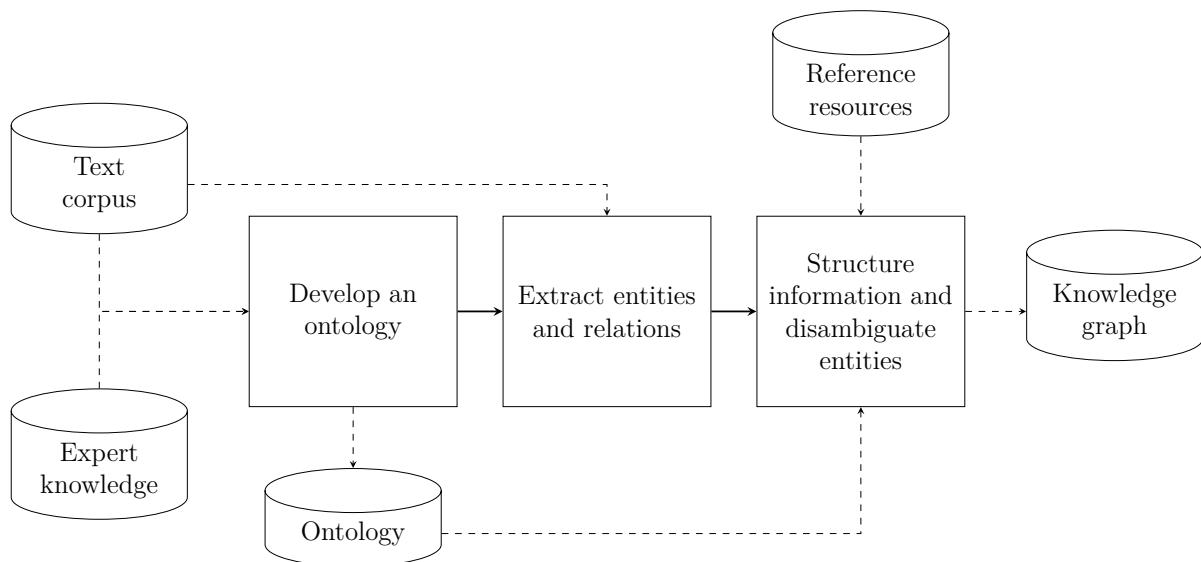 Reference
resources
Text
corpus
Develop an
ontology
Extract entities
and relations
Structure
information and
disambiguate
entities
Knowledge
graph
Expert
knowledge
Ontology